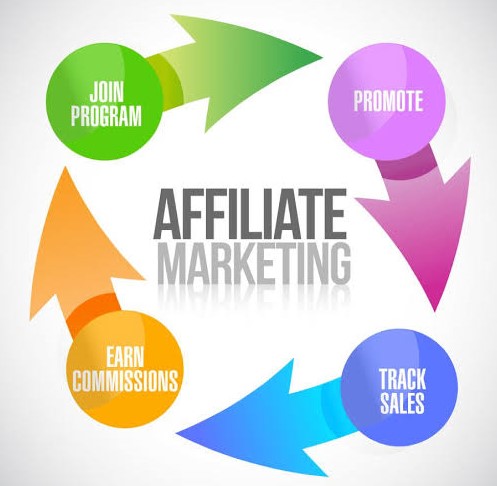 JOIN
PROGRAM
PROMOTE
AFFILIATE
MARKETING
EARN
COMMISSIONS
TRACK
SALES